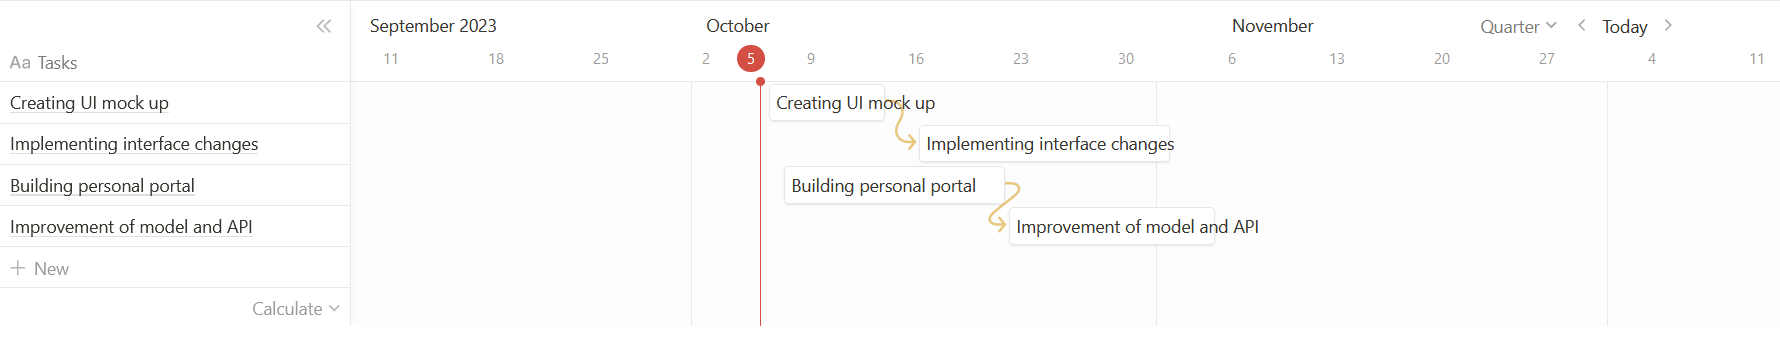 September 2023 October November Quarter Today
11 18 25 2 5 9 16 23 30 6 13 20 27 4 11
Aa Tasks
Creating UI mock up Creating UI mock up
Implementing interface changes Implementing interface changes
Building personal portal Building personal portal
Improvement of model and API Improvement of model and API
+ New
Calculate